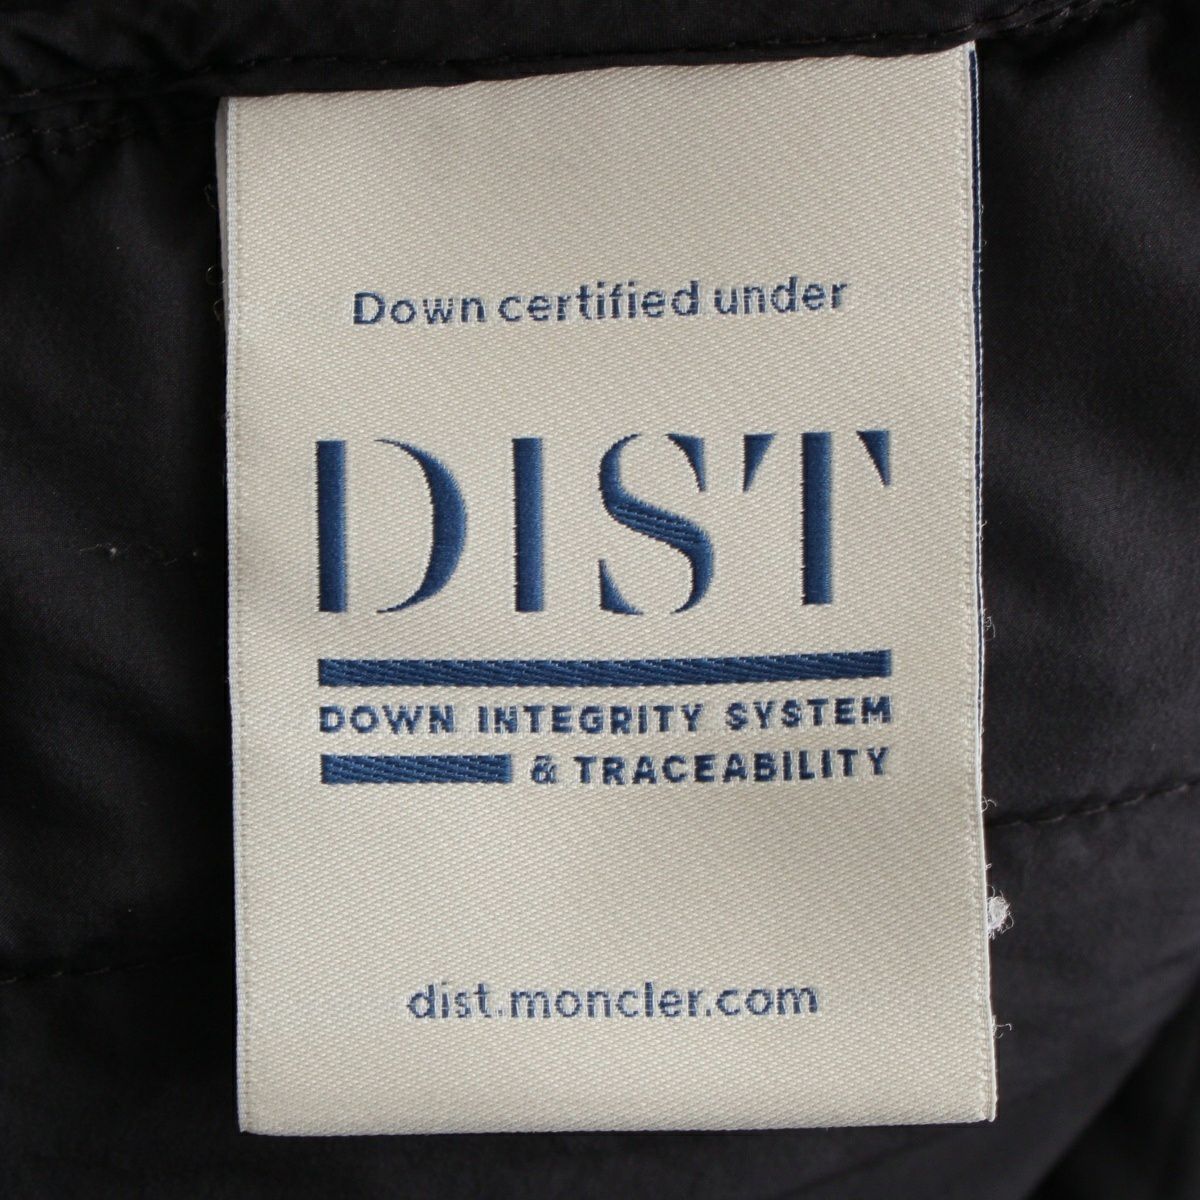 Down certified under
DIST
DOWN INTEGRITY SYSTEM
& TRACEABILITY
dist.moncler.com